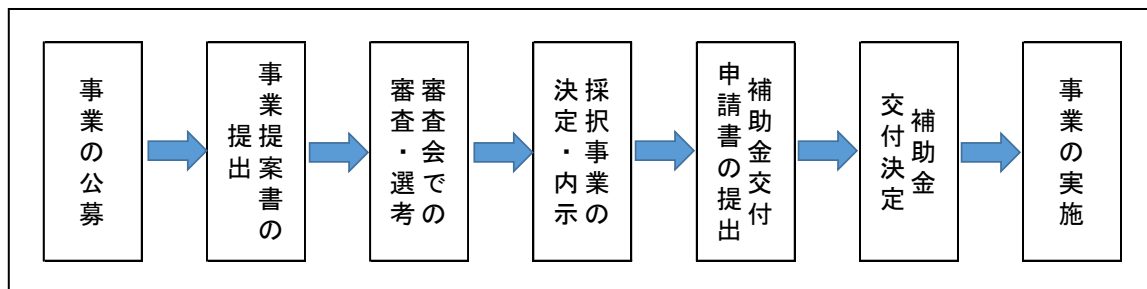 事業の公募
事業提案書の
提出
審査会での
審査・選考
採択事業の
決定・内示
補助金交付
申請書の提出
補助金
交付決定
事業の実施